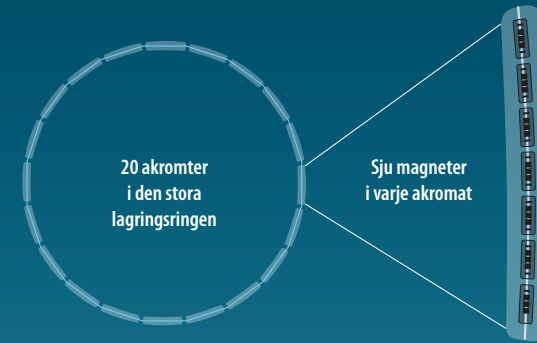 20 akromter
i den stora
lagringsringen
Sju magneter
i varje akromat